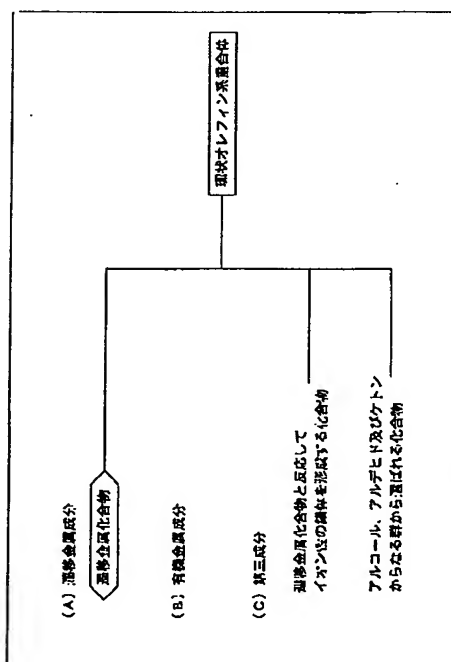 (A) 遷移金属成分
遷移金属化合物
(B) 有機金属成分
(C) 第三成分
遷移金属化合物と反応して
イオン性の錯体を形成する化合物
アルコール、アルデヒド及びケトン
からなる群から選ばれる化合物
環状オレフィン系重合体